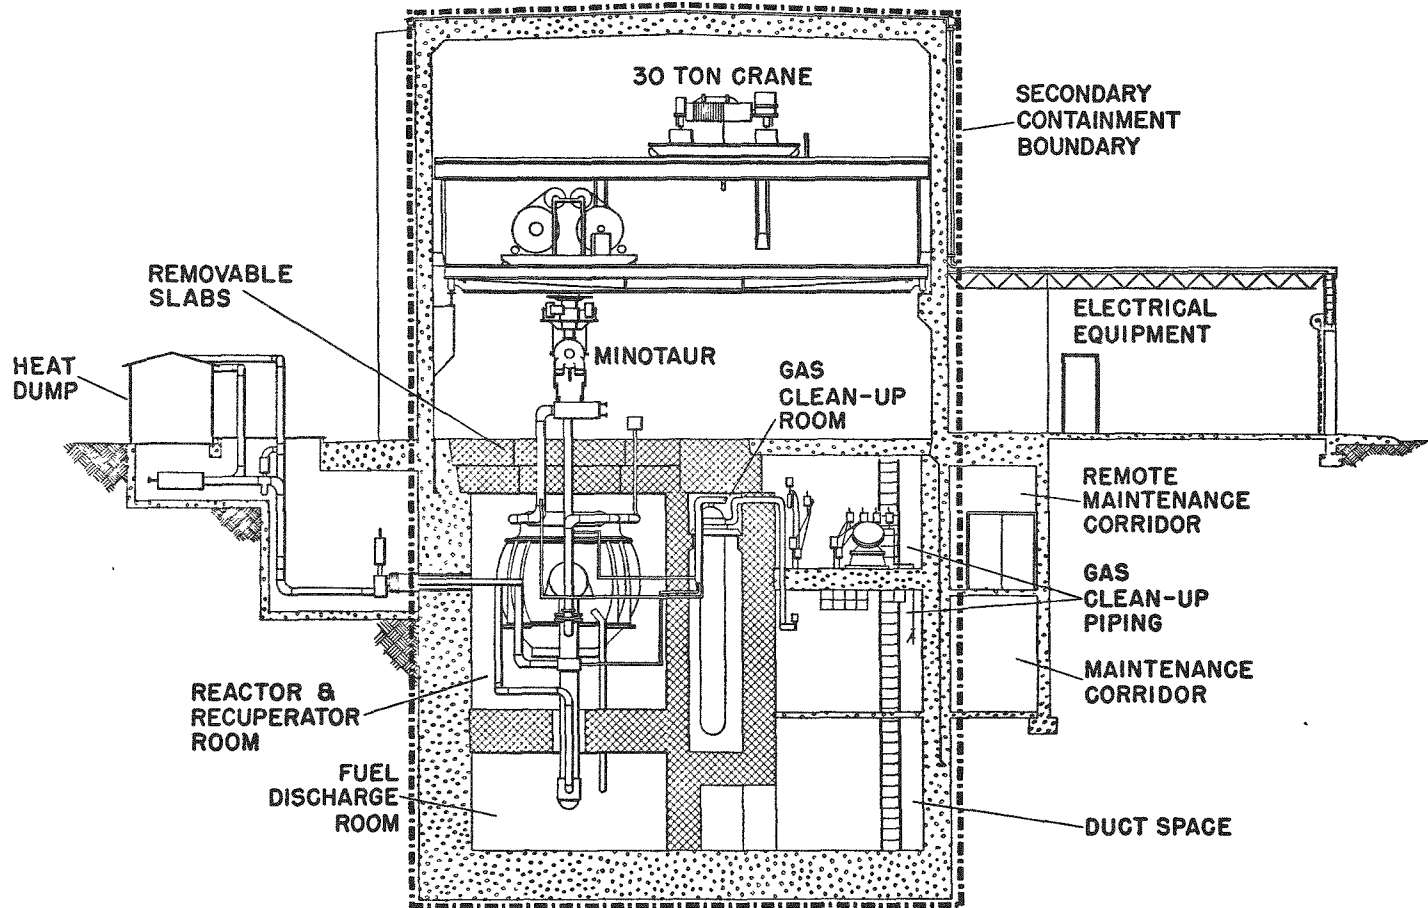 30 TON CRANE
SECONDARY
CONTAINMENT
BOUNDARY
REMOVABLE
SLABS
ELECTRICAL
EQUIPMENT
HEAT
DUMP
MINOTAUR
GAS
CLEAN-UP
ROOM
REMOTE
MAINTENANCE
CORRIDOR
GAS
CLEAN-UP
PIPING
MAINTENANCE
CORRIDOR
REACTOR &
RECUPERATOR
ROOM
FUEL
DISCHARGE
ROOM
DUCT SPACE